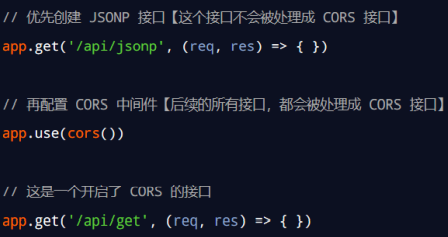 // 优先创建 JSONP 接口【这个接口不会被处理成 CORS 接口】
app.get('/api/jsonp', (req, res) => { })
// 再配置 CORS 中间件【后续的所有接口，都会被处理成 CORS 接口】
app.use(cors())
// 这是一个开启了 CORS 的接口
app.get('/api/get', (req, res) => { })